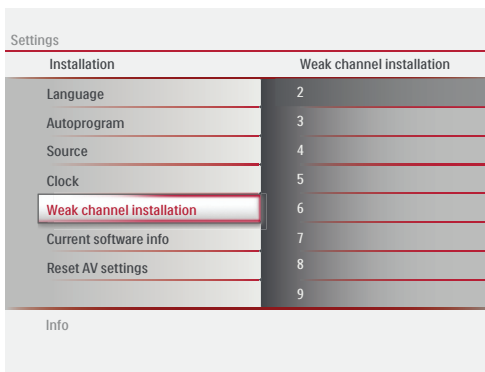 Settings
Installation
Weak channel installation
Language
2
Autoprogram
3
Source
4
Clock
5
Weak channel installation
6
Current software info
7
Reset AV settings
8
9
Info